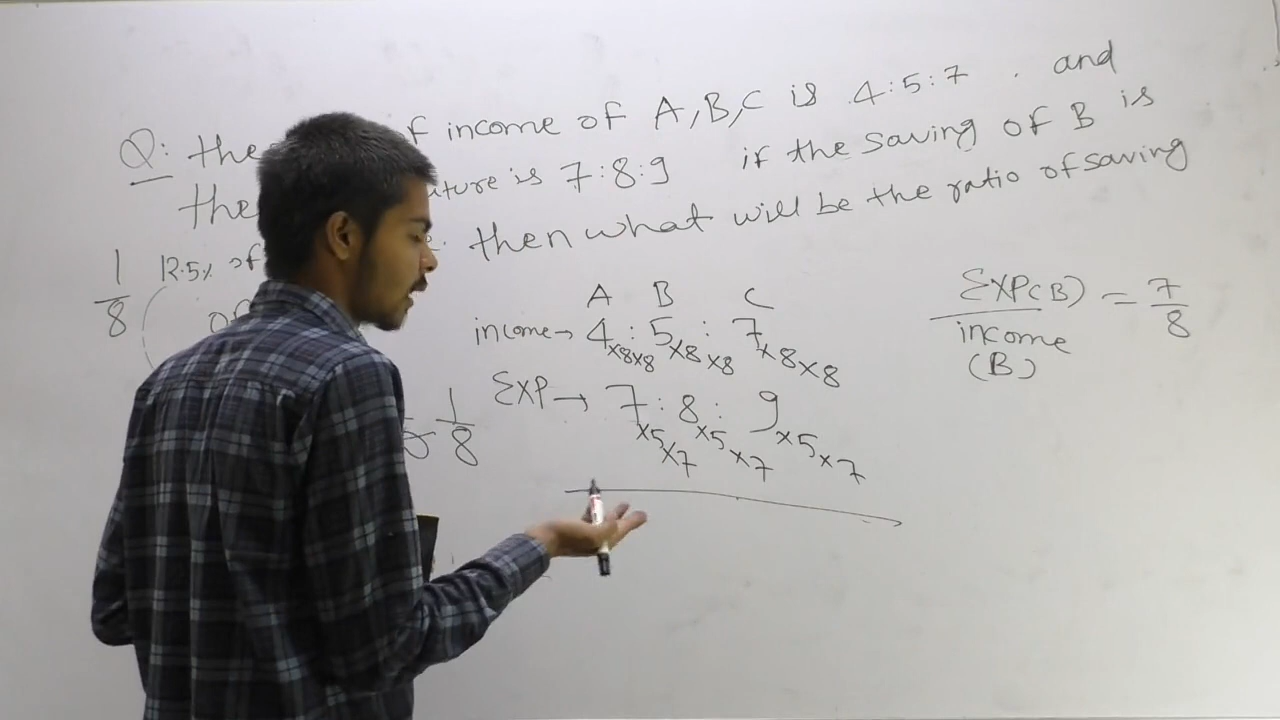 Q: the f income of A,B,C is 4:5:7 . and
the uture is 7:8:9 if the saving of B is
12.5% of then what will be the ratio of saving
of
1/8
A B C
income → 4×8×8 : 5×8×8 : 7×8×8
EXP → 7×5×7 : 8×5×7 : 9×5×7
1/8
EXP(B)/income (B) = 7/8